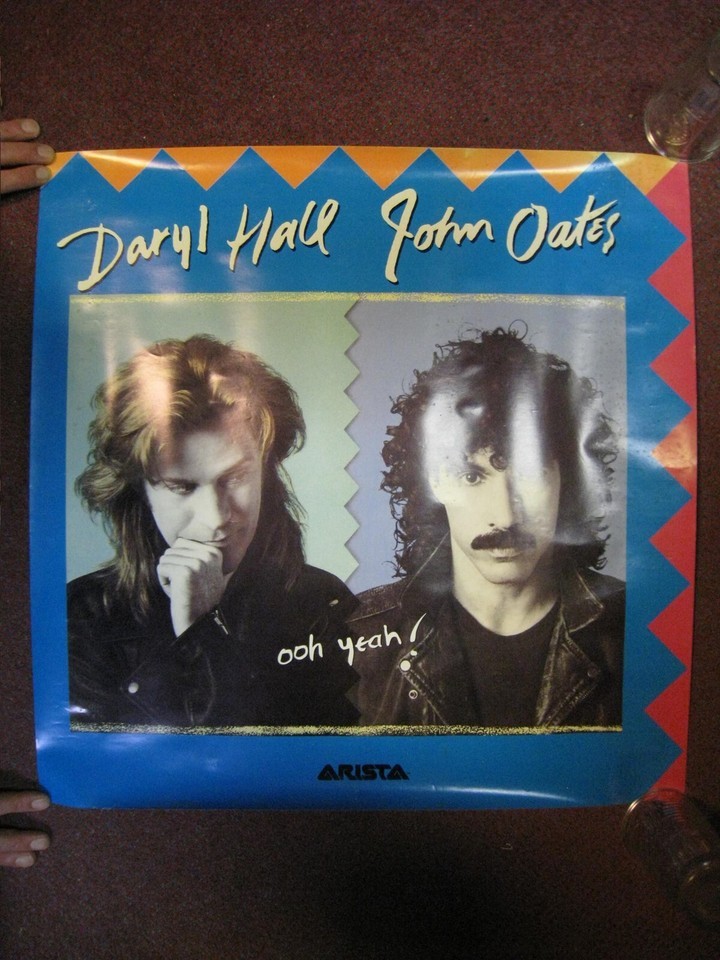 Daryl Hall John Oates
ooh yeah!
ARISTA